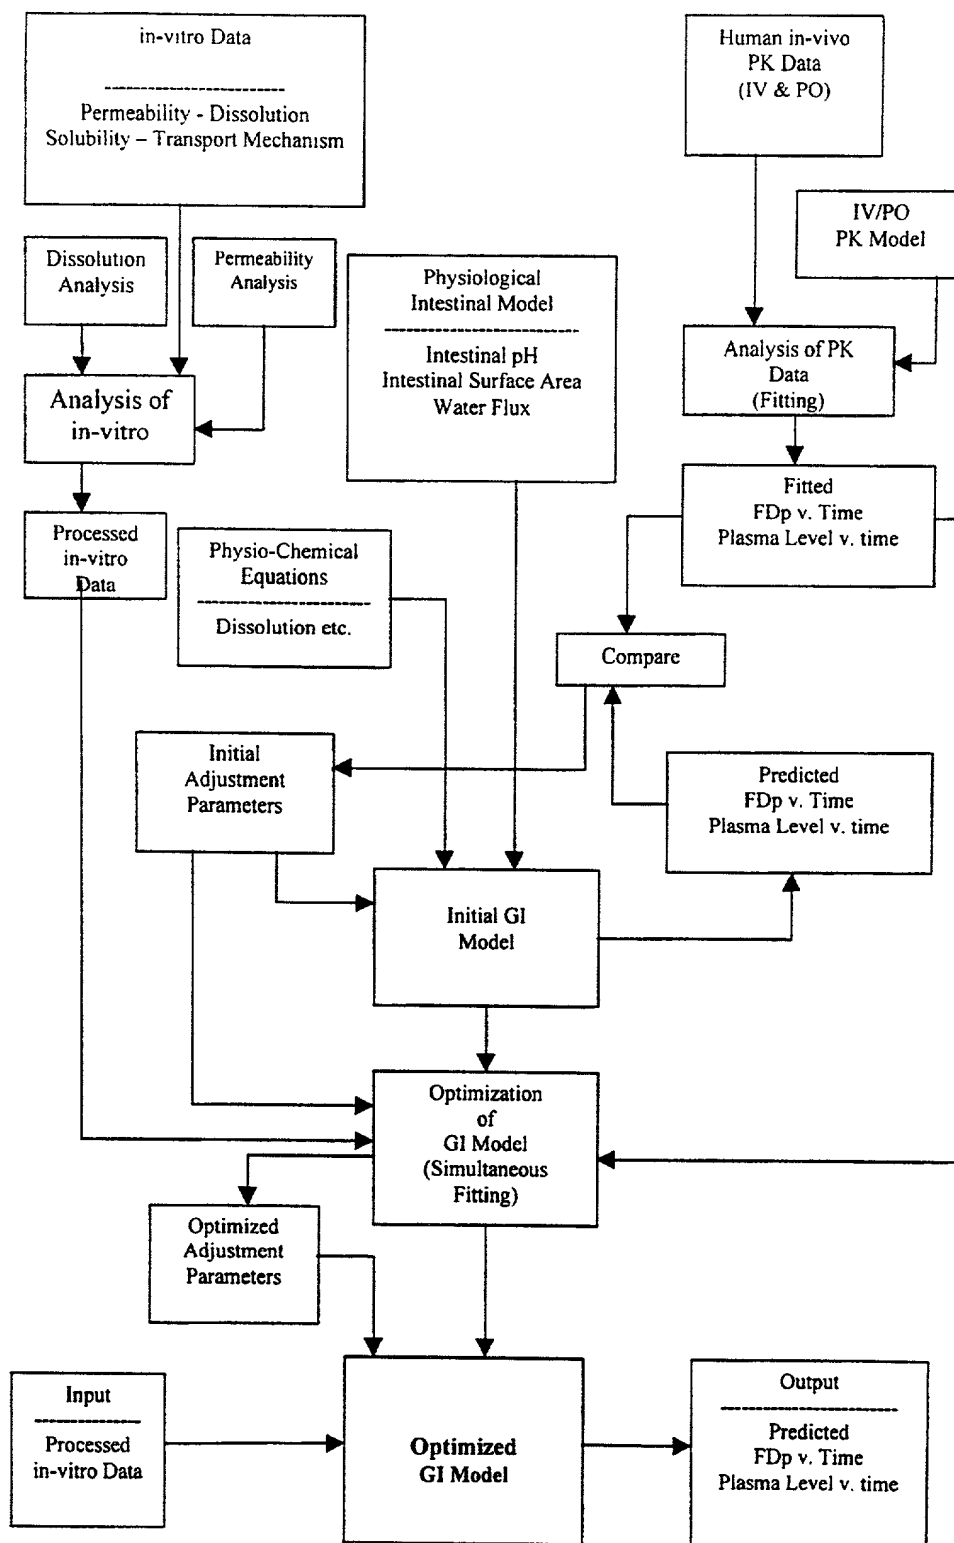 in-vitro Data
Permeability - Dissolution
Solubility – Transport Mechanism
Human in-vivo
PK Data
(IV & PO)
IV/PO
PK Model
Dissolution
Analysis
Permeability
Analysis
Physiological
Intestinal Model
Intestinal pH
Intestinal Surface Area
Water Flux
Analysis of PK
Data
(Fitting)
Analysis of
in-vitro
Fitted
FDp v. Time
Plasma Level v. time
Processed
in-vitro
Data
Physio-Chemical
Equations
Dissolution etc.
Compare
Initial
Adjustment
Parameters
Predicted
FDp v. Time
Plasma Level v. time
Initial GI
Model
Optimization
of
GI Model
(Simultaneous
Fitting)
Optimized
Adjustment
Parameters
Input
Processed
in-vitro Data
Optimized
GI Model
Output
Predicted
FDp v. Time
Plasma Level v. time